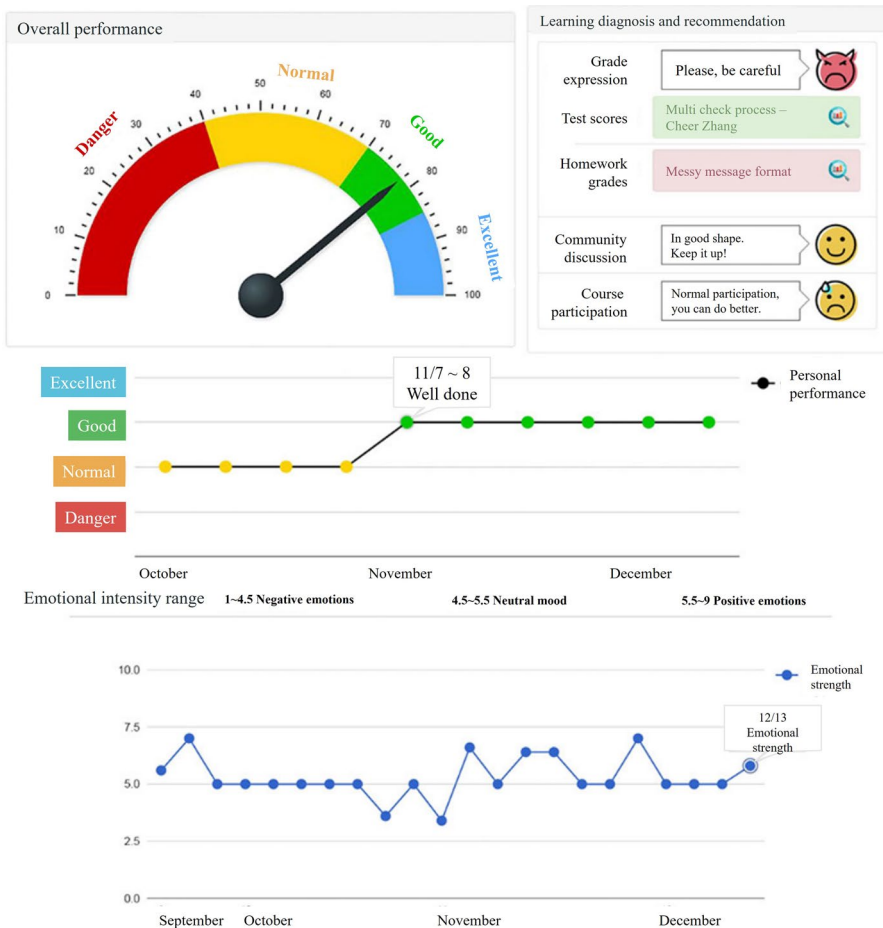 Overall performance
Danger
Normal
Good
Excellent
0
10
20
30
40
50
60
70
80
90
100
Learning diagnosis and recommendation
Grade
expression
Please, be careful
Test scores
Multi check process –
Cheer Zhang
Homework
grades
Messy message format
Community
discussion
In good shape.
Keep it up!
Course
participation
Normal participation,
you can do better.
Excellent
Good
Normal
Danger
11/7 ~ 8
Well done
Personal
performance
October
November
December
Emotional intensity range
1~4.5 Negative emotions
4.5~5.5 Neutral mood
5.5~9 Positive emotions
10.0
7.5
5.0
2.5
0.0
Emotional
strength
12/13
Emotional
strength
September
October
November
December